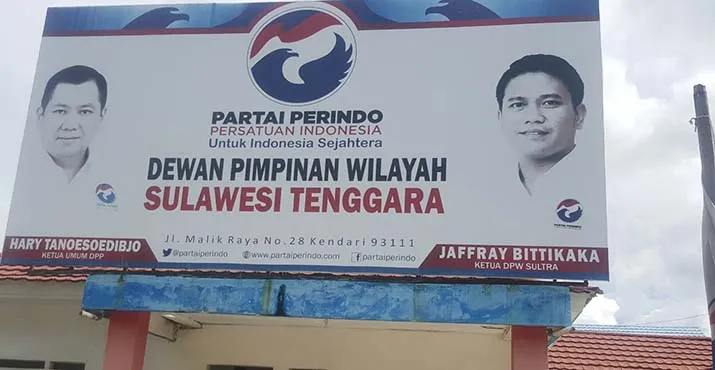 PARTAI PERINDO
PERSATUAN INDONESIA
Untuk Indonesia Sejahtera
DEWAN PIMPINAN WILAYAH
SULAWESI TENGGARA
Jl. Malik Raya No.28 Kendari 93111
@partaiperindo www.partaiperindo.com partaiperindo
HARY TANOESOEDIBJO
KETUA UMUM DPP
JAFFRAY BITTIKAKA
KETUA DPW SULTRA